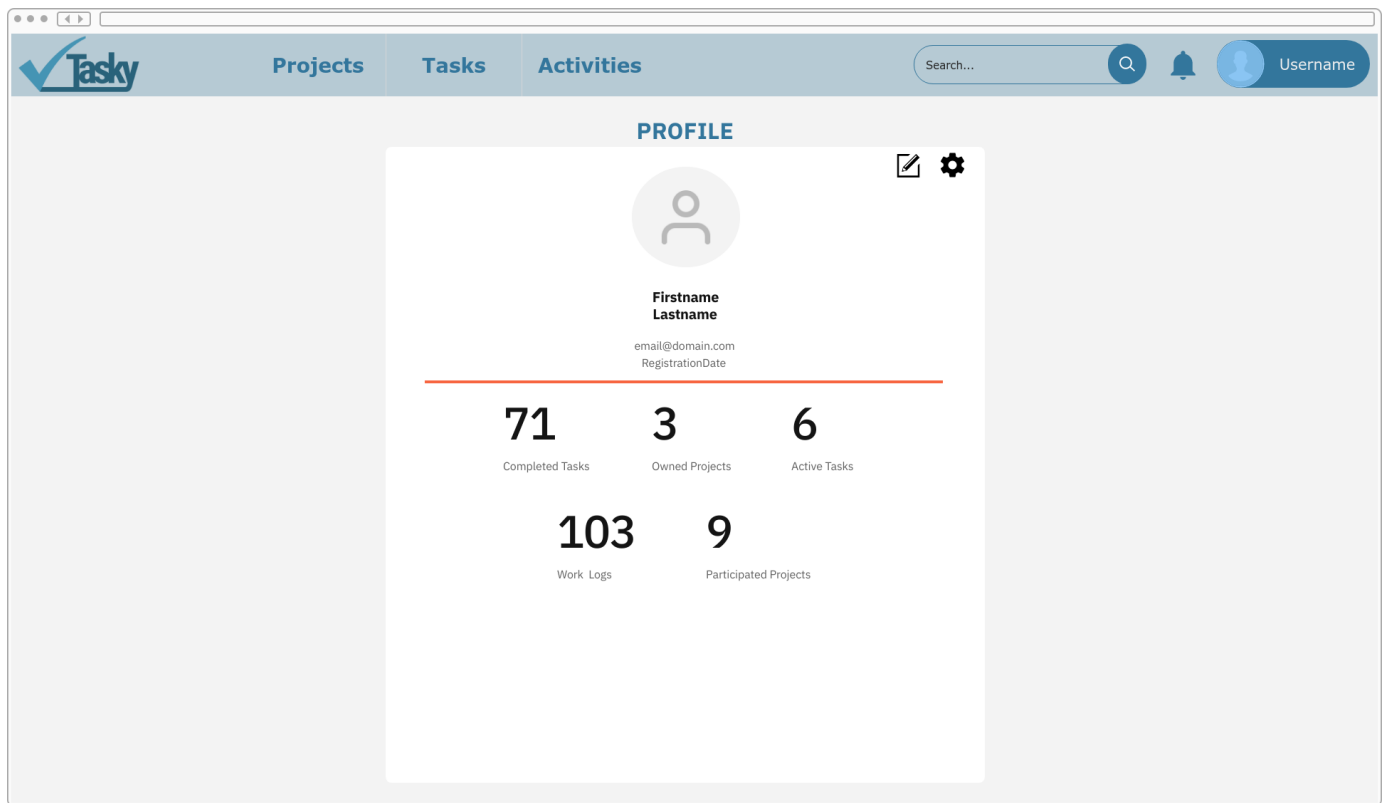 Tasky
Projects Tasks Activities
Search...
Username
PROFILE
Firstname
Lastname
email@domain.com
RegistrationDate
71 3 6
Completed Tasks Owned Projects Active Tasks
103 9
Work Logs Participated Projects